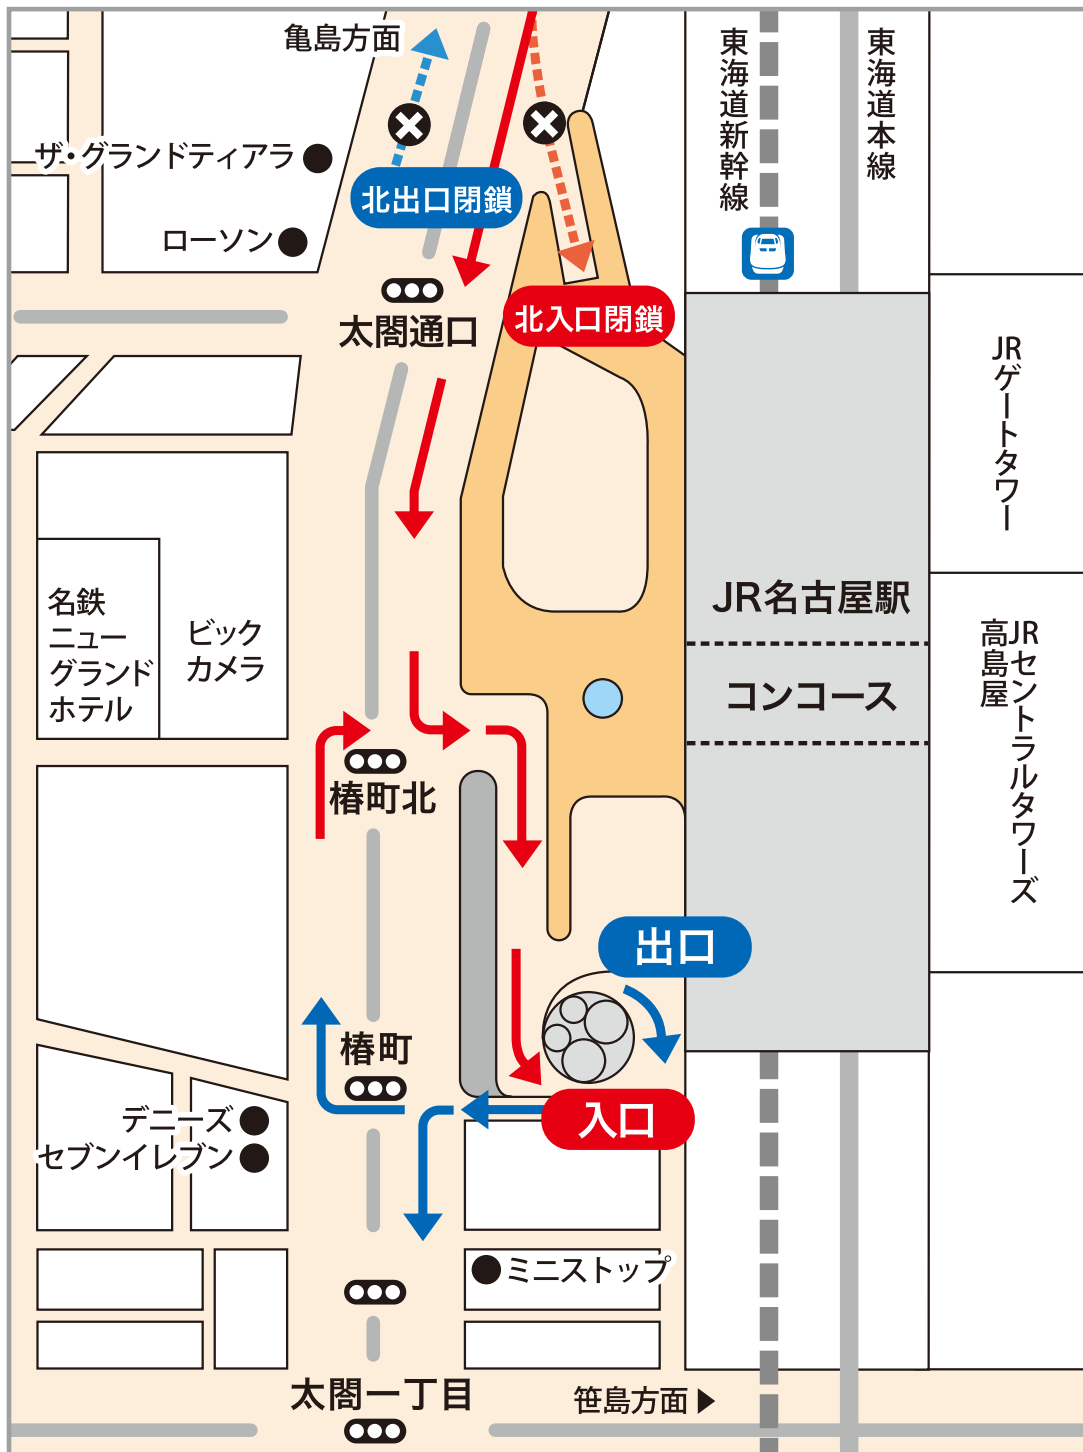 亀島方面
東海道新幹線
東海道本線
ザ・グランドティアラ
北出口閉鎖
ローソン
北入口閉鎖
太閤通口
JRゲートタワー
名鉄
ニュー
グランド
ホテル
ビック
カメラ
JR名古屋駅
コンコース
JRセントラルタワーズ
高島屋
椿町北
出口
椿町
入口
デニーズ
セブンイレブン
ミニストップ
太閤一丁目
笹島方面